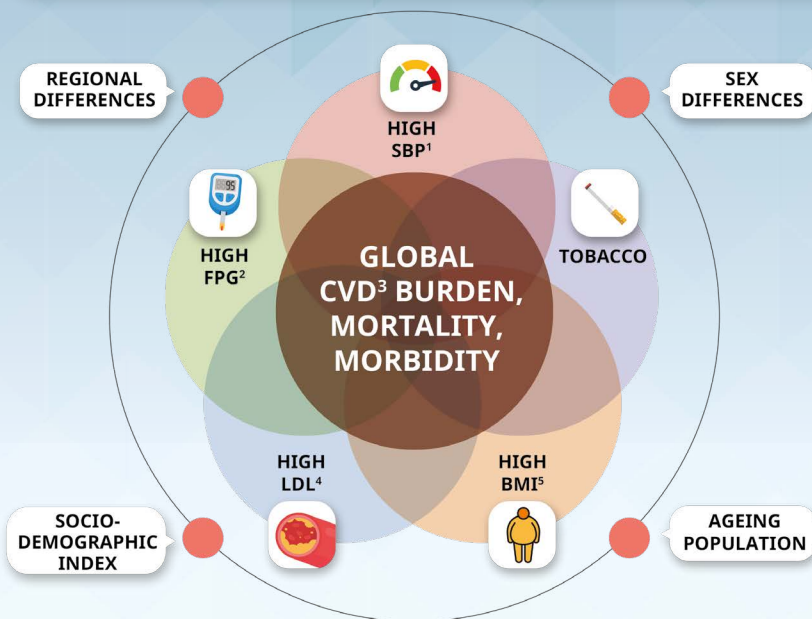 REGIONAL
DIFFERENCES
SEX
DIFFERENCES
HIGH
SBP¹
95
HIGH
FPG²
TOBACCO
GLOBAL
CVD³ BURDEN,
MORTALITY,
MORBIDITY
HIGH
LDL⁴
HIGH
BMI⁵
SOCIO-
DEMOGRAPHIC
INDEX
AGEING
POPULATION